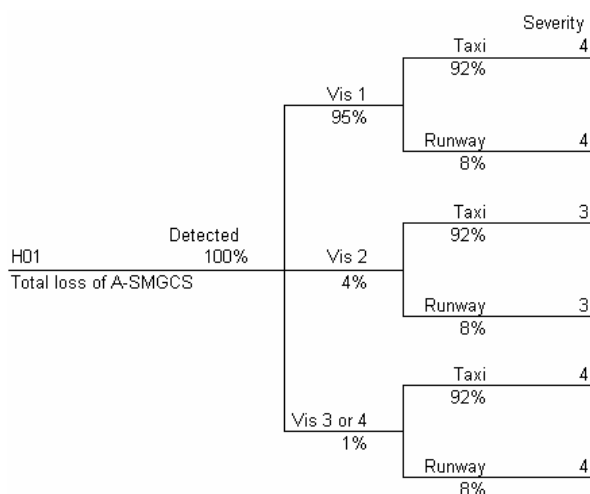 Severity
Taxi 4
92%
Vis 1
95%
Runway 4
8%
Taxi 3
92%
Detected
H01 100% Vis 2
Total loss of A-SMGCS 4%
Runway 3
8%
Taxi 4
92%
Vis 3 or 4
1%
Runway 4
8%